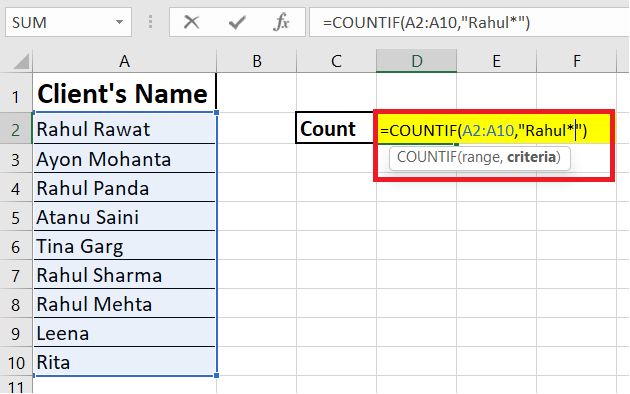 SUM =COUNTIF(A2:A10,"Rahul*")
A B C D E F
1 Client's Name
2 Rahul Rawat Count =COUNTIF(A2:A10,"Rahul*")
3 Ayon Mohanta COUNTIF(range, criteria)
4 Rahul Panda
5 Atanu Saini
6 Tina Garg
7 Rahul Sharma
8 Rahul Mehta
9 Leena
10 Rita
11